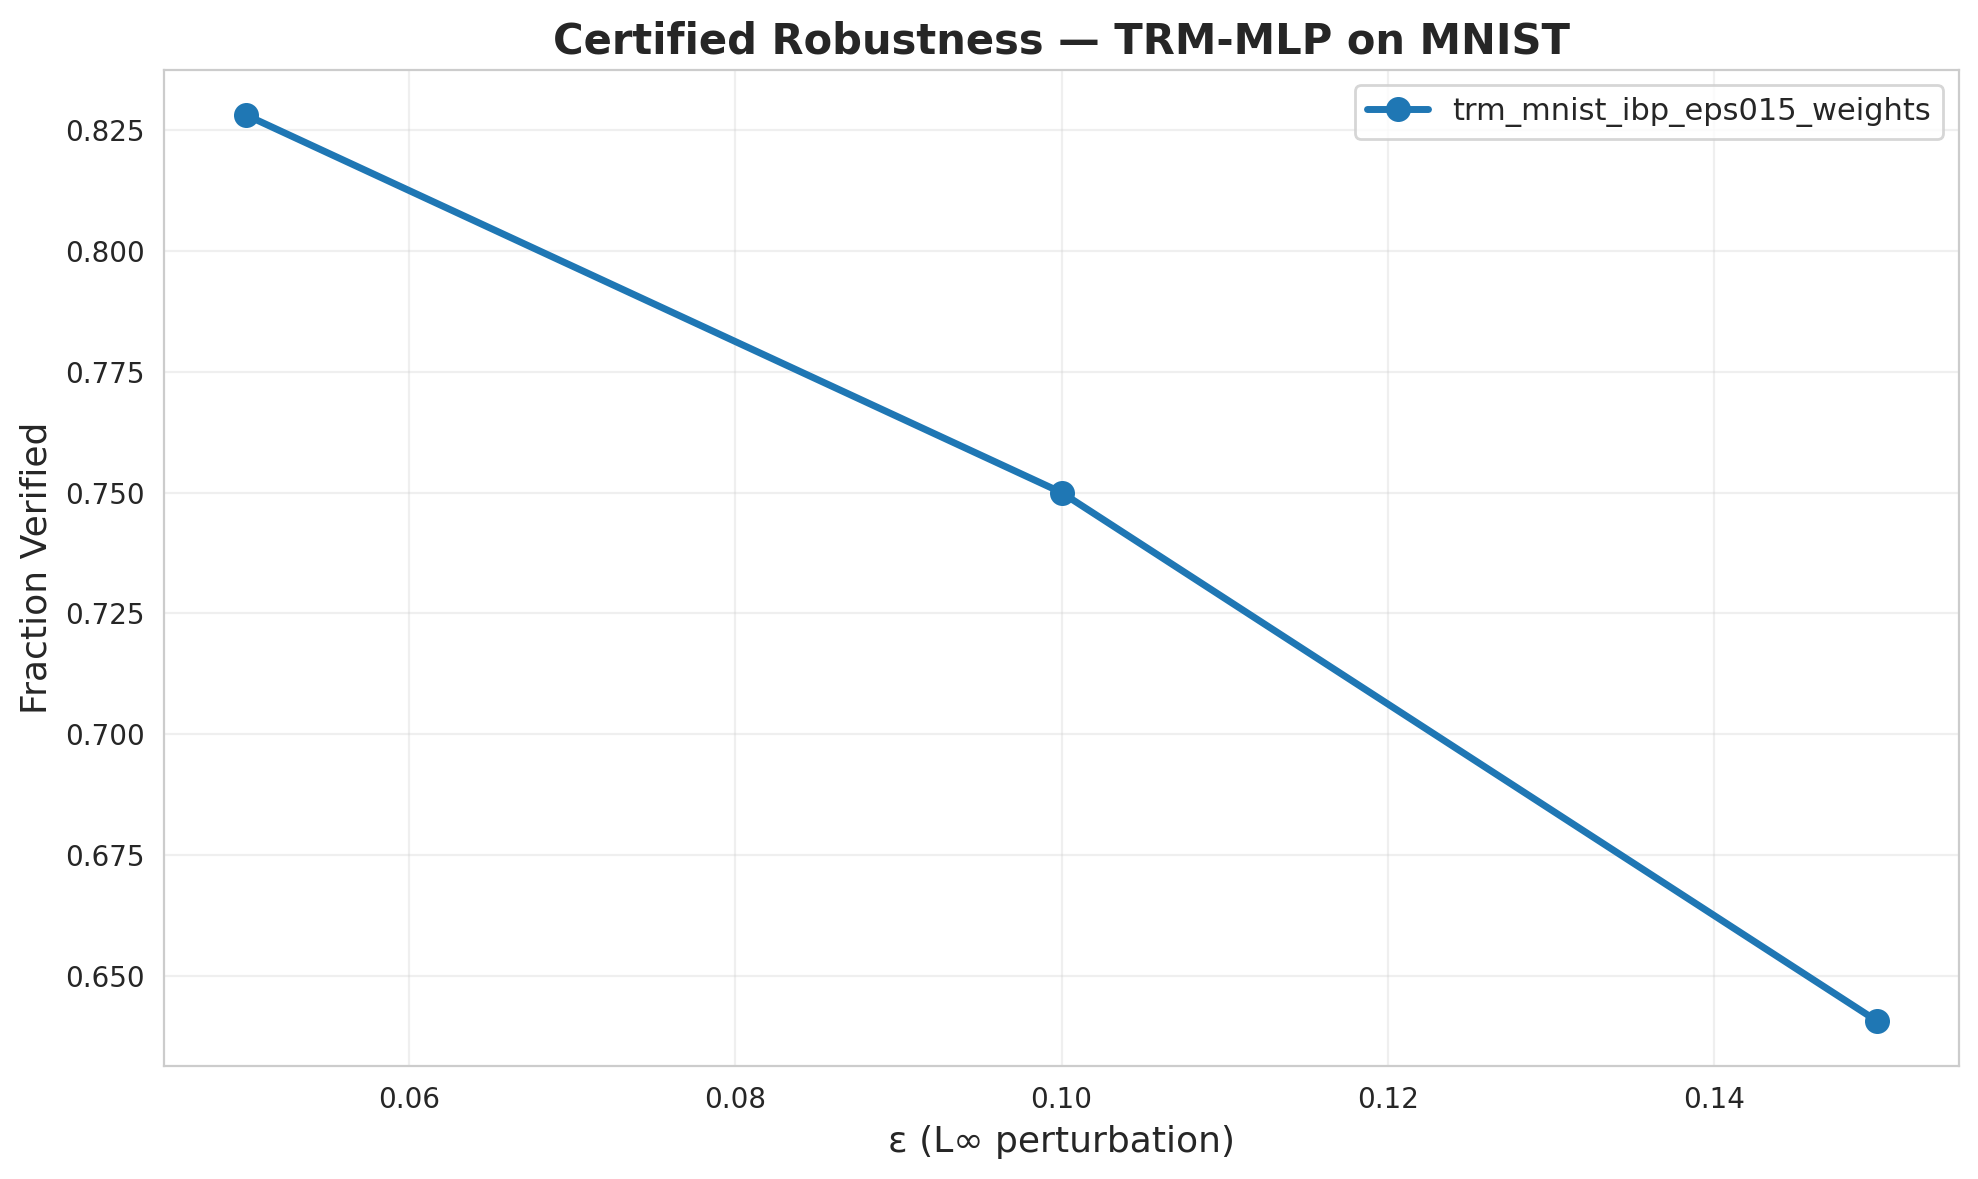 Certified Robustness — TRM-MLP on MNIST
trm_mnist_ibp_eps015_weights
Fraction Verified
0.825
0.800
0.775
0.750
0.725
0.700
0.675
0.650
0.06 0.08 0.10 0.12 0.14
ε (L∞ perturbation)